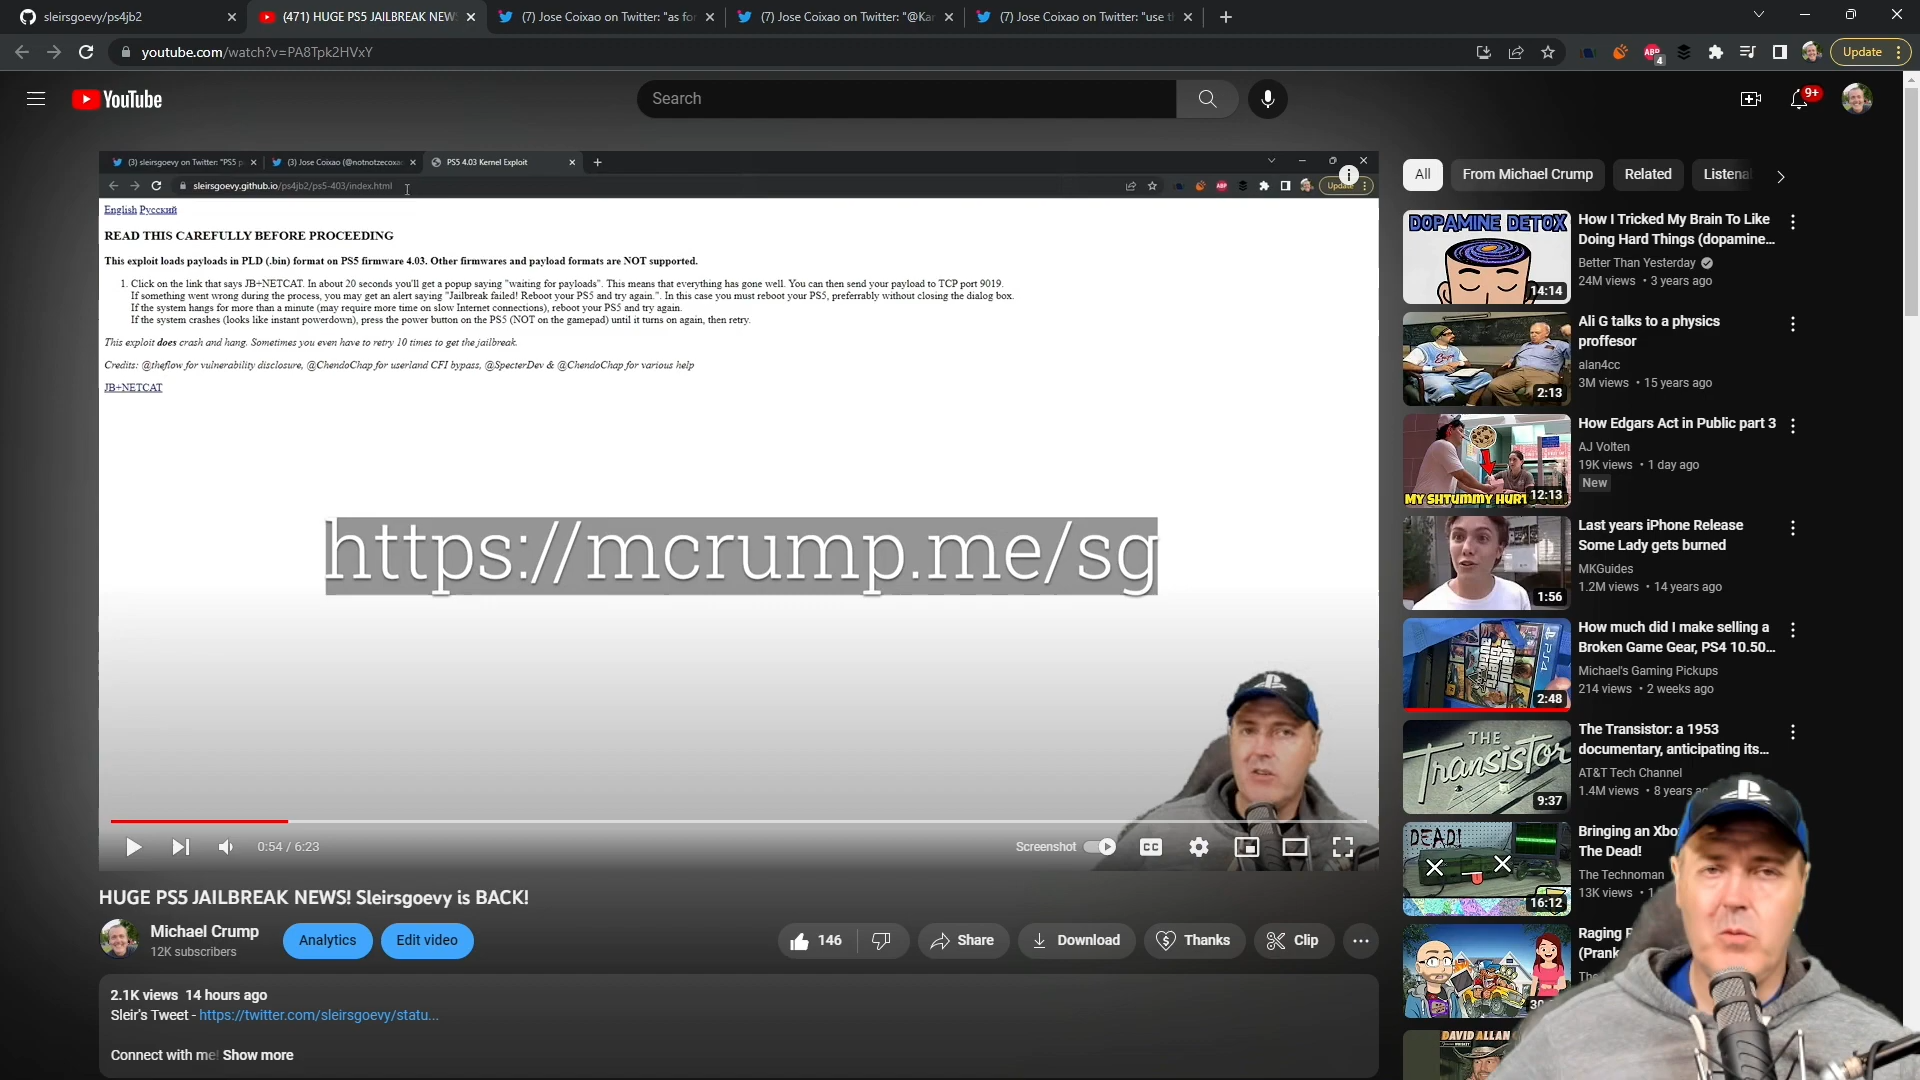 sleirsgoevy/ps4jb2
(471) HUGE PS5 JAILBREAK NEW
(7) Jose Coixao on Twitter: "as fo
(7) Jose Coixao on Twitter: "@Ka
(7) Jose Coixao on Twitter: "use t
youtube.com/watch?v=PA8Tpk2HVxY
ABP
4
Update
YouTube
Search
9+
(3) sleirsgoevy on Twitter: "PS5 p
(3) Jose Coixao (@notnotzecoxa
PS5 4.03 Kernel Exploit
sleirsgoevy.github.io/ps4jb2/ps5-403/index.html
ABP
Update
English Русский
READ THIS CAREFULLY BEFORE PROCEEDING
This exploit loads payloads in PLD (.bin) format on PS5 firmware 4.03. Other firmwares and payload formats are NOT supported.
1. Click on the link that says JB+NETCAT. In about 20 seconds you'll get a popup saying "waiting for payloads". This means that everything has gone well. You can then send your payload to TCP port 9019.
If something went wrong during the process, you may get an alert saying "Jailbreak failed! Reboot your PS5 and try again.". In this case you must reboot your PS5, preferrably without closing the dialog box.
If the system hangs for more than a minute (may require more time on slow Internet connections), reboot your PS5 and try again.
If the system crashes (looks like instant powerdown), press the power button on the PS5 (NOT on the gamepad) until it turns on again, then retry.
This exploit does crash and hang. Sometimes you even have to retry 10 times to get the jailbreak.
Credits: @theflow for vulnerability disclosure, @ChendoChap for userland CFI bypass, @SpecterDev & @ChendoChap for various help
JB+NETCAT
https://mcrump.me/sg
0:54 / 6:23
Screenshot
CC
HUGE PS5 JAILBREAK NEWS! Sleirsgoevy is BACK!
Michael Crump
12K subscribers
Analytics
Edit video
146
Share
Download
Thanks
Clip
2.1K views 14 hours ago
Sleir's Tweet - https://twitter.com/sleirsgoevy/statu...
Connect with me! Show more
All
From Michael Crump
Related
Listena
DOPAMINE DETOX
14:14
How I Tricked My Brain To Like
Doing Hard Things (dopamine...
Better Than Yesterday
24M views • 3 years ago
2:13
Ali G talks to a physics
proffesor
alan4cc
3M views • 15 years ago
MY SHTUMMY HURT
12:13
How Edgars Act in Public part 3
AJ Volten
19K views • 1 day ago
New
1:56
Last years iPhone Release
Some Lady gets burned
MKGuides
1.2M views • 14 years ago
PS4
2:48
How much did I make selling a
Broken Game Gear, PS4 10.50...
Michael's Gaming Pickups
214 views • 2 weeks ago
THE
Transistor
9:37
The Transistor: a 1953
documentary, anticipating its...
AT&T Tech Channel
1.4M views • 8 years
DEAD!
16:12
Bringing an Xbo
The Dead!
The Technoman
13K views • 1
30
Raging
(Prank
The
DAVID ALLAN